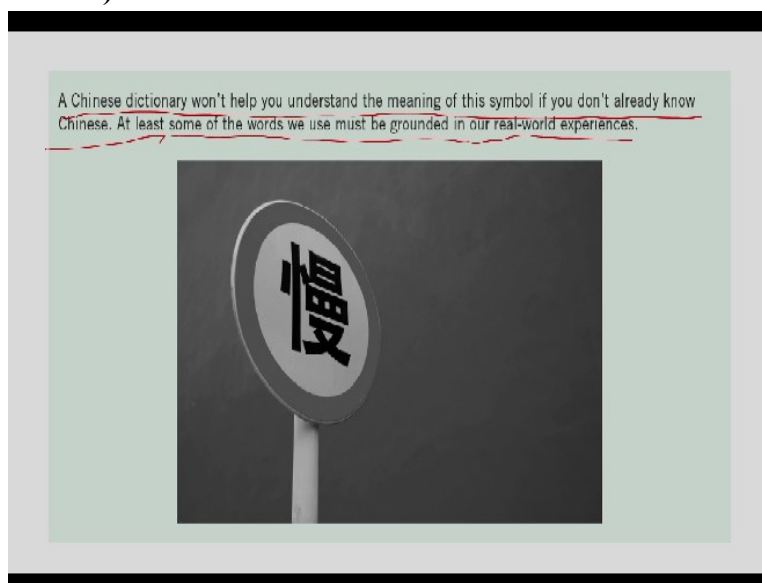 A Chinese dictionary won't help you understand the meaning of this symbol if you don't already know
Chinese. At least some of the words we use must be grounded in our real-world experiences.
慢